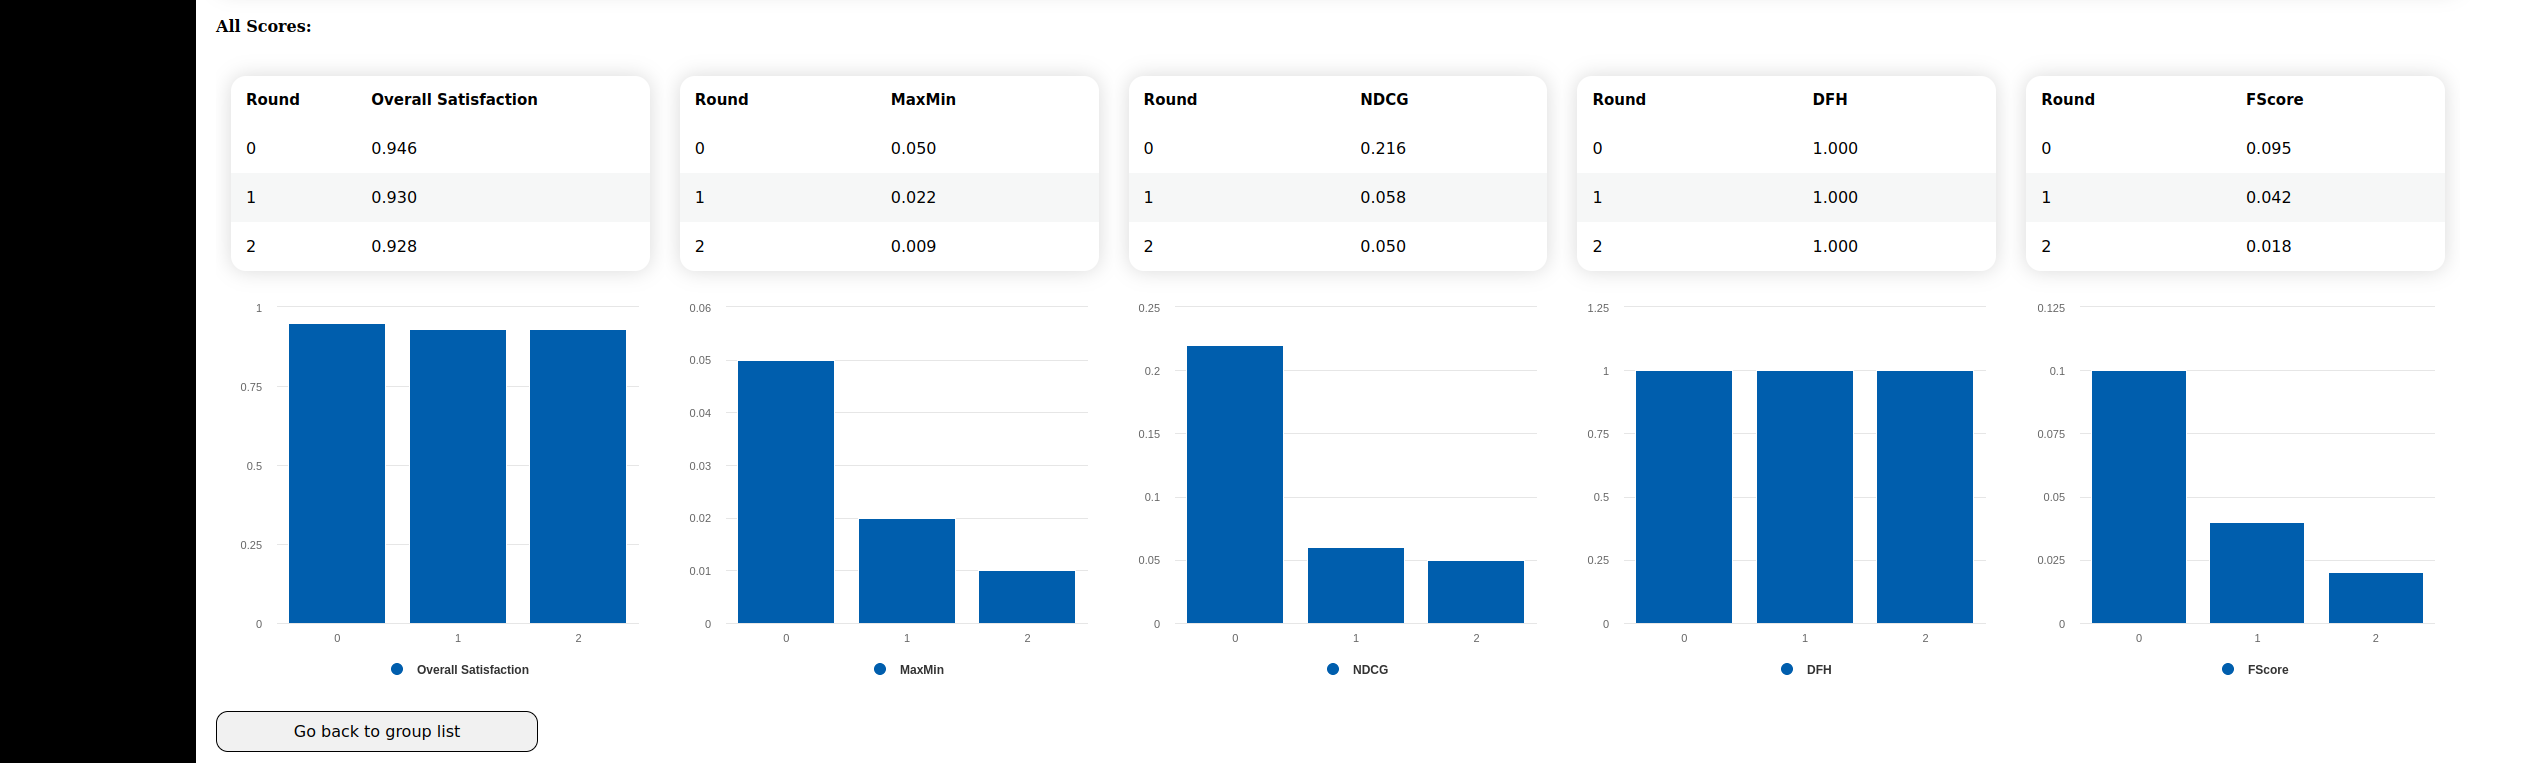 All Scores:
Round Overall Satisfaction
0 0.946
1 0.930
2 0.928
Round MaxMin
0 0.050
1 0.022
2 0.009
Round NDCG
0 0.216
1 0.058
2 0.050
Round DFH
0 1.000
1 1.000
2 1.000
Round FScore
0 0.095
1 0.042
2 0.018
1
0.75
0.5
0.25
0
0 1 2
Overall Satisfaction
0.06
0.05
0.04
0.03
0.02
0.01
0
0 1 2
MaxMin
0.25
0.2
0.15
0.1
0.05
0
0 1 2
NDCG
1.25
1
0.75
0.5
0.25
0
0 1 2
DFH
0.125
0.1
0.075
0.05
0.025
0
0 1 2
FScore
Go back to group list